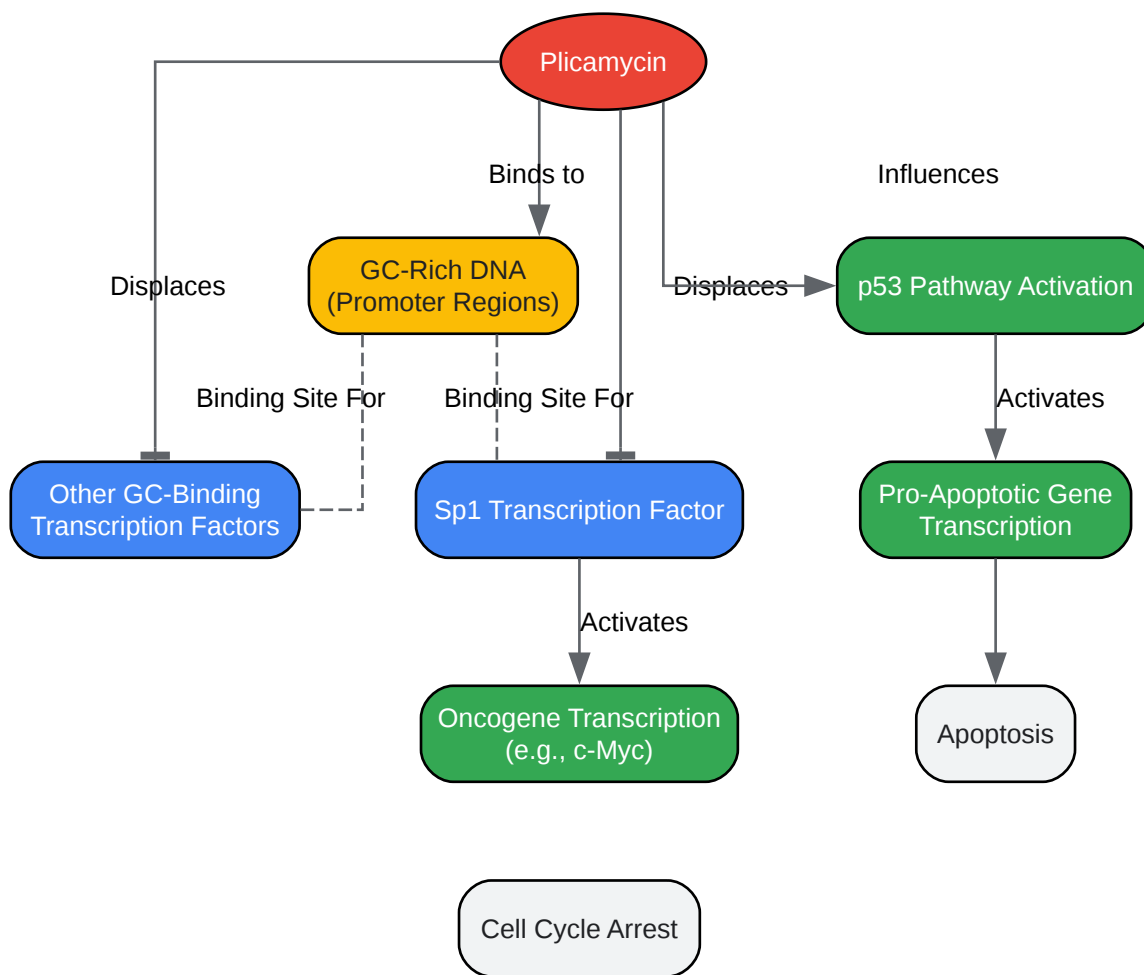 Plicamycin
Binds to
Influences
GC-Rich DNA
(Promoter Regions)
Displaces
Displaces
p53 Pathway Activation
Binding Site For
Binding Site For
Activates
Other GC-Binding
Transcription Factors
Sp1 Transcription Factor
Pro-Apoptotic Gene
Transcription
Activates
Oncogene Transcription
(e.g., c-Myc)
Apoptosis
Cell Cycle Arrest